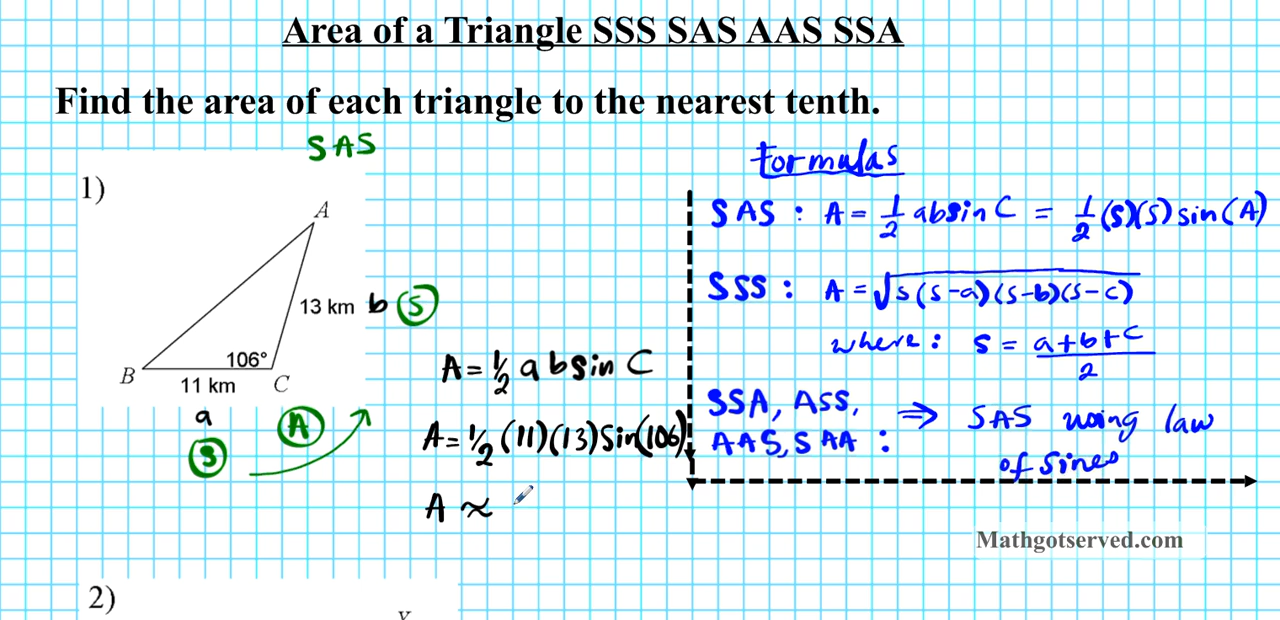 Area of a Triangle SSS SAS AAS SSA
Find the area of each triangle to the nearest tenth.
SAS
1)
A
13 km b S
106°
B
11 km
C
a
S
A
A = 1/2 a b sin C
A = 1/2 (11)(13) Sin(106)
A ≈
formulas
SAS : A = 1/2 ab sin C = 1/2 (S)(S) sin(A)
SSS : A = √s(s-a)(s-b)(s-c)
where : s = a+b+c/2
SSA, ASS,
AAS, SAA :
⇒ SAS using law
of sines
Mathgotserved.com
2)